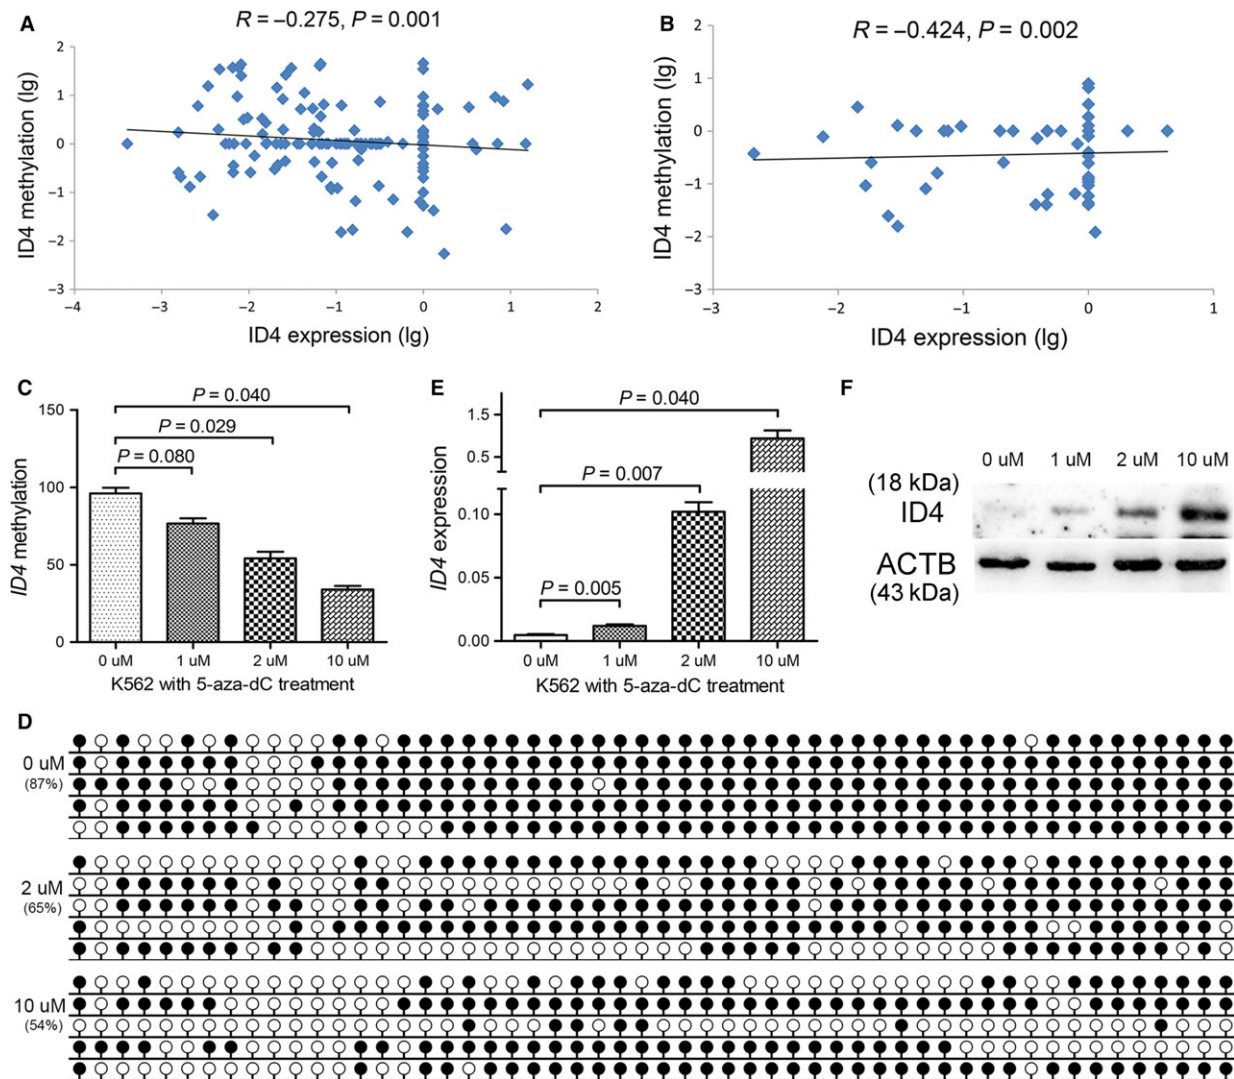 A
R = –0.275, P = 0.001
2
1
0
–1
–2
–3
–4
–3
–2
–1
0
1
2
ID4 methylation (lg)
ID4 expression (lg)
B
R = –0.424, P = 0.002
2
1
0
–1
–2
–3
–3
–2
–1
0
1
ID4 methylation (lg)
ID4 expression (lg)
C
P = 0.040
P = 0.029
P = 0.080
150
100
50
0
ID4 methylation
0 uM
1 uM
2 uM
10 uM
K562 with 5-aza-dC treatment
E
P = 0.040
P = 0.007
P = 0.005
1.5
0.5
0.10
0.05
0.00
ID4 expression
0 uM
1 uM
2 uM
10 uM
K562 with 5-aza-dC treatment
F
0 uM 1 uM 2 uM 10 uM
(18 kDa)
ID4
ACTB
(43 kDa)
D
0 uM
(87%)
2 uM
(65%)
10 uM
(54%)